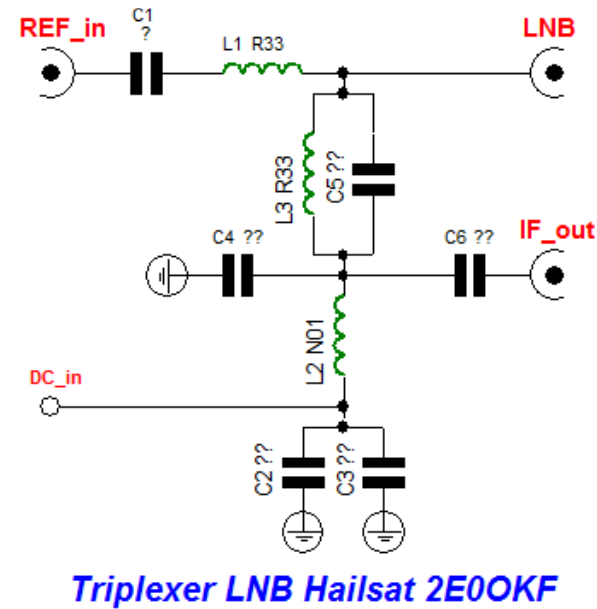 C1
REF_in
?
LNB
L1 R33
L3 R33
C5 ??
C4 ??
C6 ??
IF_out
L2 N01
DC_in
C2 ??
C3 ??
Triplexer LNB Hailsat 2E0OKF